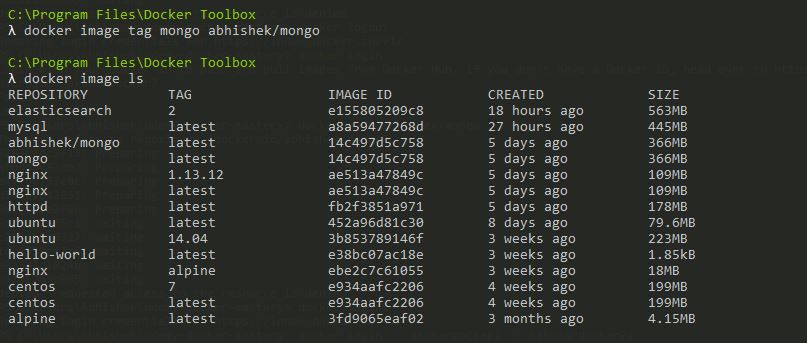 C:\Program Files\Docker Toolbox
λ docker image tag mongo abhishek/mongo
C:\Program Files\Docker Toolbox
λ docker image ls
REPOSITORY TAG IMAGE ID CREATED SIZE
elasticsearch 2 e155805209c8 18 hours ago 563MB
mysql latest a8a59477268d 27 hours ago 445MB
abhishek/mongo latest 14c497d5c758 5 days ago 366MB
mongo latest 14c497d5c758 5 days ago 366MB
nginx 1.13.12 ae513a47849c 5 days ago 109MB
nginx latest ae513a47849c 5 days ago 109MB
httpd latest fb2f3851a971 5 days ago 178MB
ubuntu latest 452a96d81c30 8 days ago 79.6MB
ubuntu 14.04 3b853789146f 3 weeks ago 223MB
hello-world latest e38bc07ac18e 3 weeks ago 1.85kB
nginx alpine ebe2c7c61055 3 weeks ago 18MB
centos 7 e934aafc2206 4 weeks ago 199MB
centos latest e934aafc2206 4 weeks ago 199MB
alpine latest 3fd9065eaf02 3 months ago 4.15MB